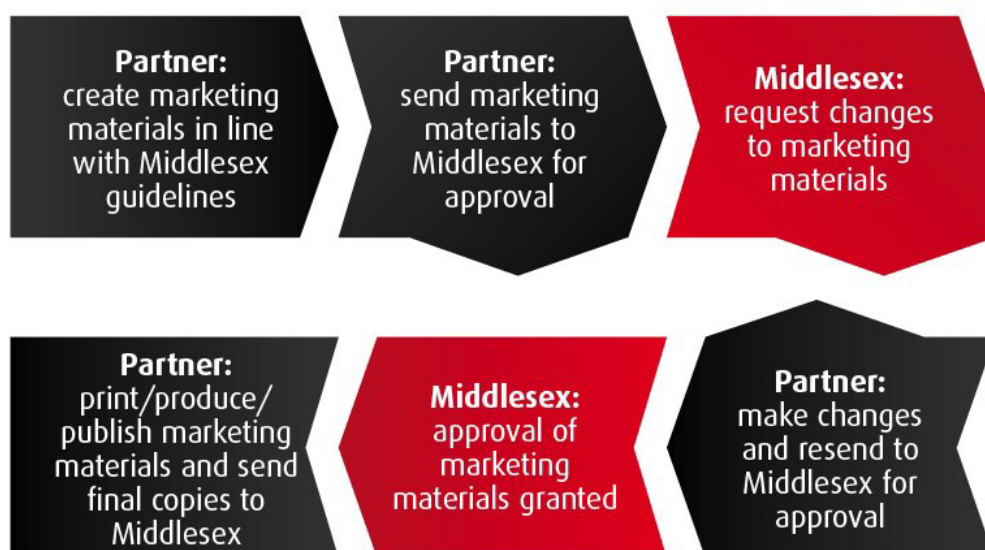 Partner:
create marketing
materials in line
with Middlesex
guidelines
Partner:
send marketing
materials to
Middlesex for
approval
Middlesex:
request changes
to marketing
materials
Partner:
print/produce/
publish marketing
materials and send
final copies to
Middlesex
Middlesex:
approval of
marketing
materials granted
Partner:
make changes
and resend to
Middlesex for
approval